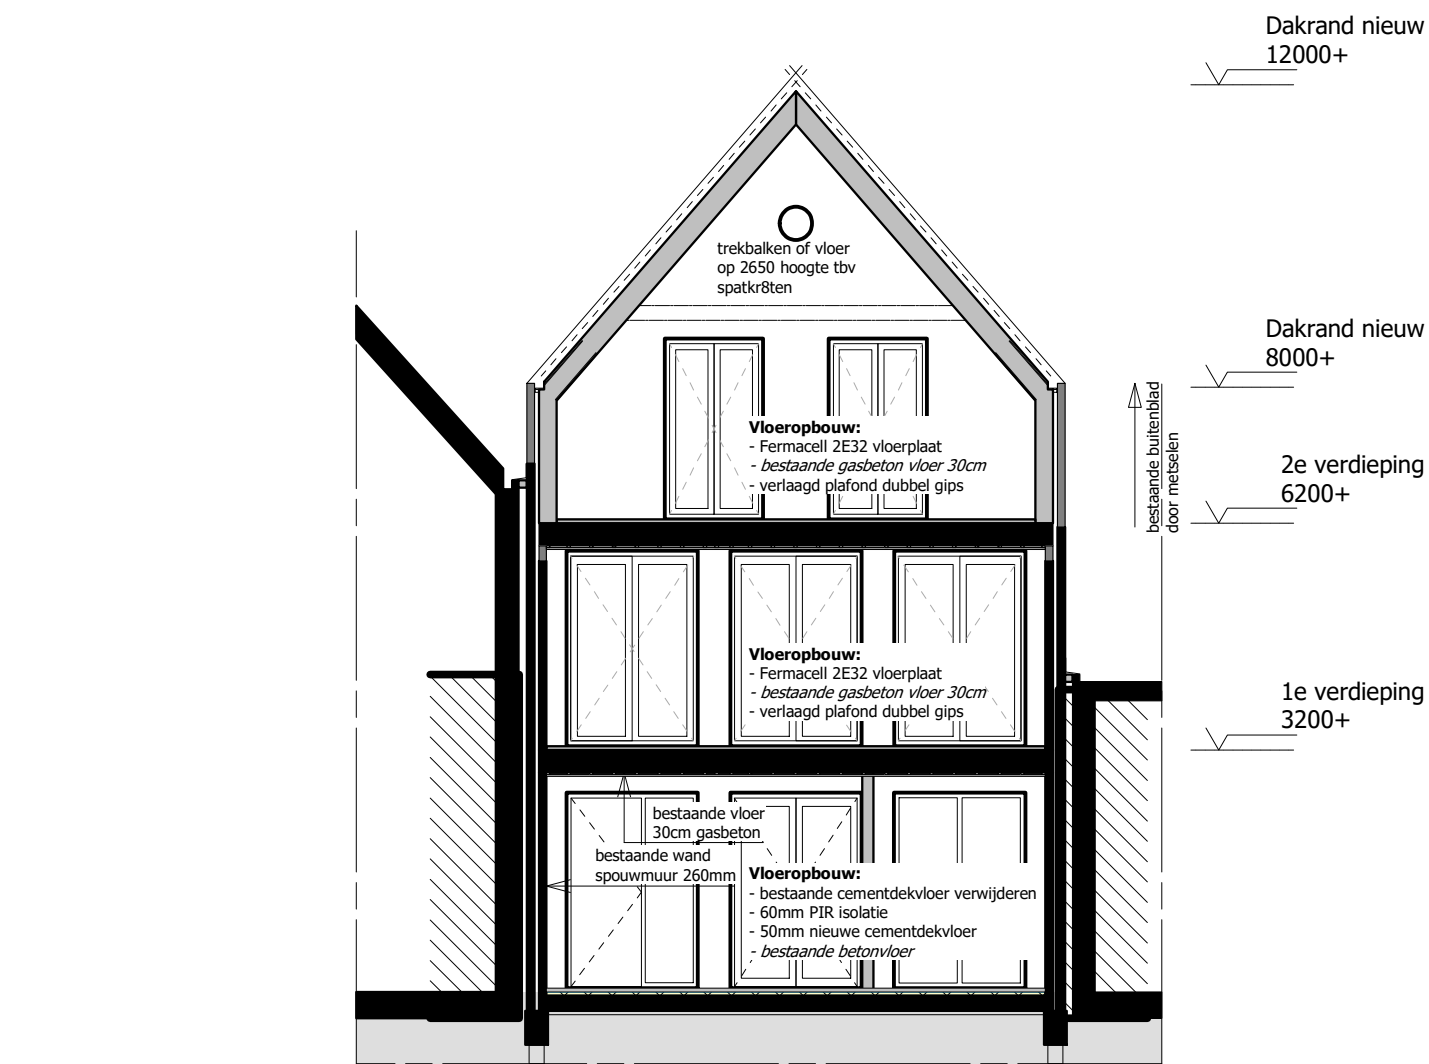 Dakrand nieuw
12000+
trekbalken of vloer
op 2650 hoogte tbv
spatkr8ten
Dakrand nieuw
8000+
bestaande buitenblad
door metselen
Vloeropbouw:
- Fermacell 2E32 vloerplaat
- bestaande gasbeton vloer 30cm
- verlaagd plafond dubbel gips
2e verdieping
6200+
Vloeropbouw:
- Fermacell 2E32 vloerplaat
- bestaande gasbeton vloer 30cm
- verlaagd plafond dubbel gips
1e verdieping
3200+
bestaande vloer
30cm gasbeton
bestaande wand
spouwmuur 260mm
Vloeropbouw:
- bestaande cementdekvloer verwijderen
- 60mm PIR isolatie
- 50mm nieuwe cementdekvloer
- bestaande betonvloer